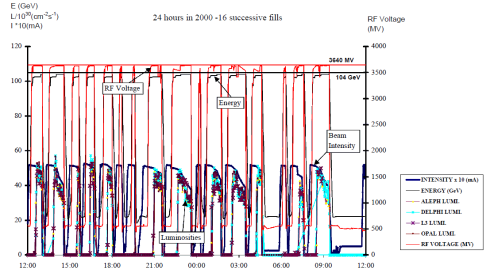 E (GeV)
L/10³⁰(cm⁻²s⁻¹)
I *10(mA)
24 hours in 2000 -16 successive fills
RF Voltage
(MV)
120
100
80
60
40
20
0
4000
3500
3000
2500
2000
1500
1000
500
0
3640 MV
104 GeV
RF Voltage
Energy
Beam
Intensity
Luminosities
12:00
15:00
18:00
21:00
00:00
03:00
06:00
09:00
12:00
INTENSITY x 10 (mA)
ENERGY (GeV)
ALEPH LUMI.
DELPHI LUMI.
L3 LUMI.
OPAL LUMI.
RF VOLTAGE (MV)